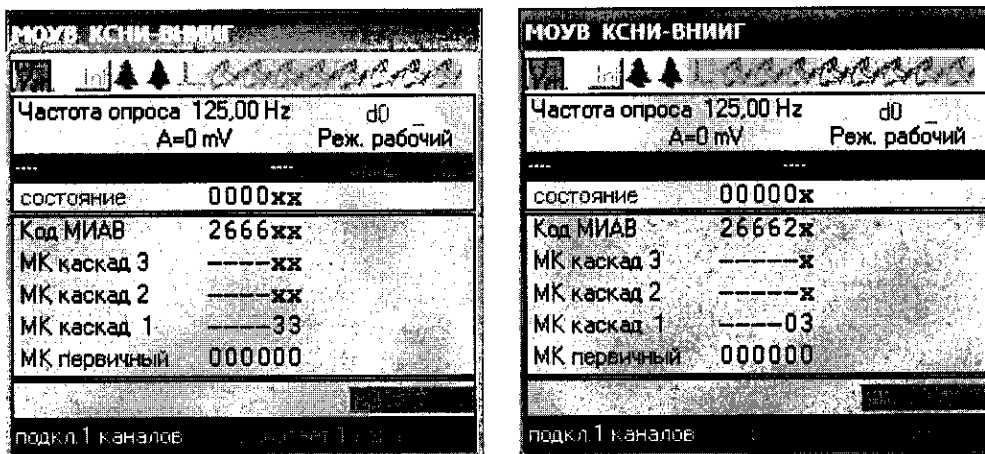 МОУВ КСНИ-ВНИИГ
Частота опроса 125,00 Hz d0 _
A=0 mV Реж. рабочий
---- ----
состояние 0000xx
Код МИАВ 2666xx
МК каскад 3 ----xx
МК каскад 2 ----xx
МК каскад 1 ----33
МК первичный 000000
подкл.1 каналов
МОУВ КСНИ-ВНИИГ
Частота опроса 125,00 Hz d0 _
A=0 mV Реж. рабочий
---- ----
состояние 00000x
Код МИАВ 26662x
МК каскад 3 -----x
МК каскад 2 -----x
МК каскад 1 ----03
МК первичный 000000
подкл.1 каналов